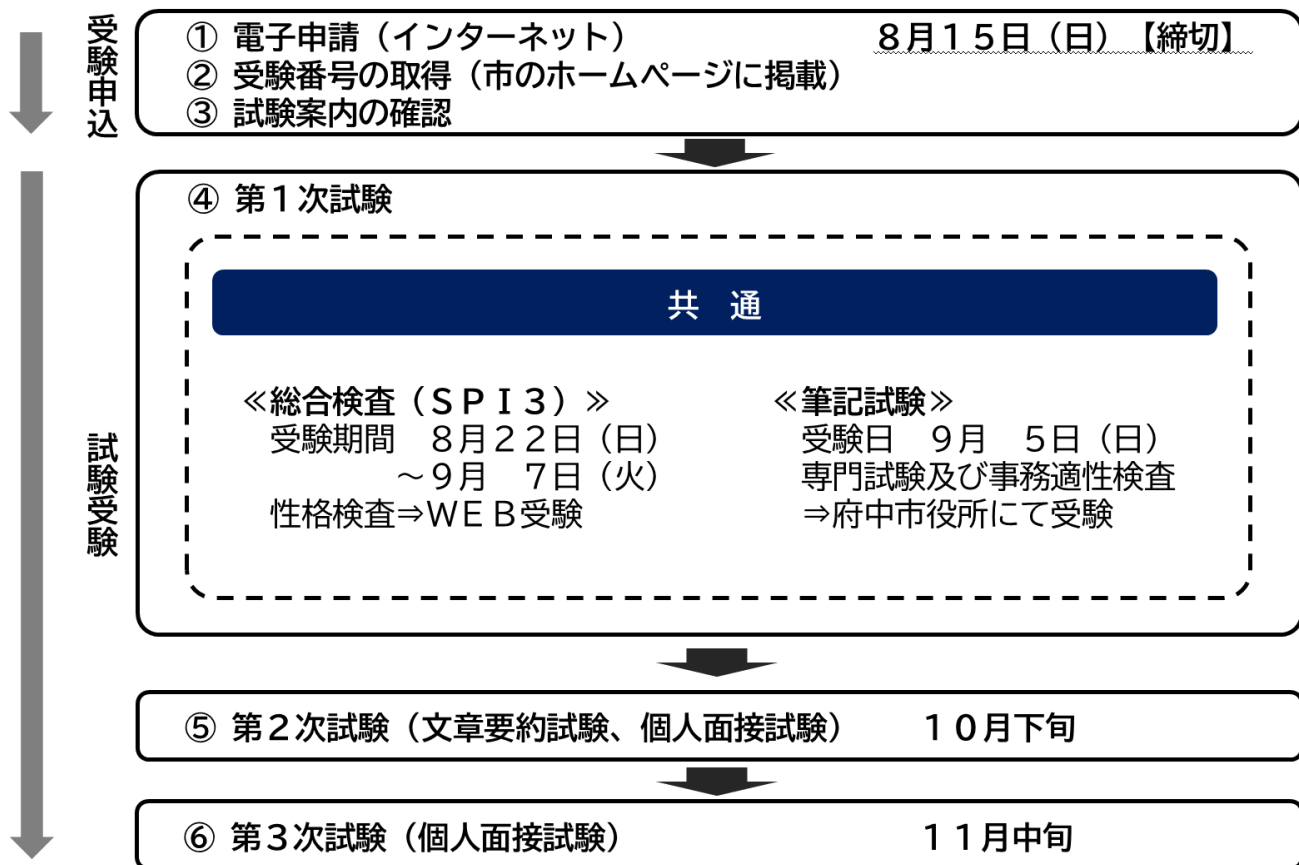 受験申込
① 電子申請（インターネット） ８月１５日（日）【締切】
② 受験番号の取得（市のホームページに掲載）
③ 試験案内の確認
試験受験
④ 第１次試験
共 通
≪総合検査（ＳＰＩ３）≫
受験期間 ８月２２日（日）
～９月 ７日（火）
性格検査⇒ＷＥＢ受験
≪筆記試験≫
受験日 ９月 ５日（日）
専門試験及び事務適性検査
⇒府中市役所にて受験
⑤ 第２次試験（文章要約試験、個人面接試験） １０月下旬
⑥ 第３次試験（個人面接試験） １１月中旬